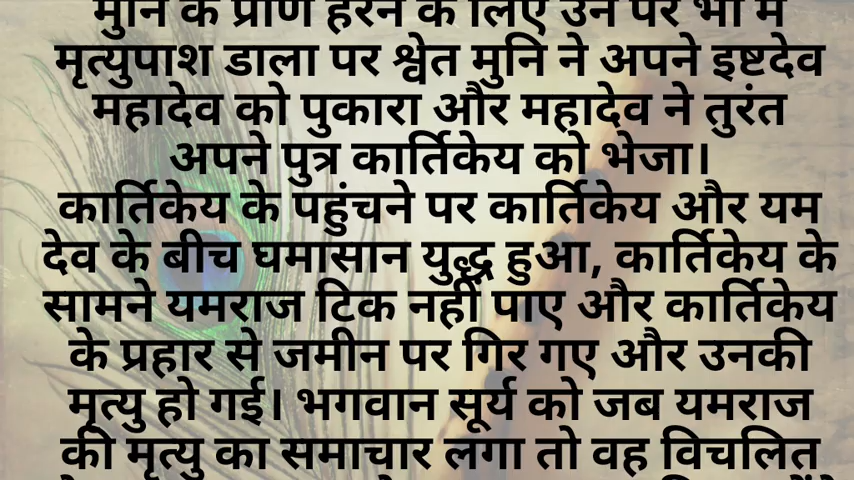 मुनि के प्राण हरने के लिए उन पर भी म
मृत्युपाश डाला पर श्वेत मुनि ने अपने इष्टदेव
महादेव को पुकारा और महादेव ने तुरंत
अपने पुत्र कार्तिकेय को भेजा।
कार्तिकेय के पहुंचने पर कार्तिकेय और यम
देव के बीच घमासान युद्ध हुआ, कार्तिकेय के
सामने यमराज टिक नहीं पाए और कार्तिकेय
के प्रहार से जमीन पर गिर गए और उनकी
मृत्यु हो गई। भगवान सूर्य को जब यमराज
की मृत्यु का समाचार लगा तो वह विचलित